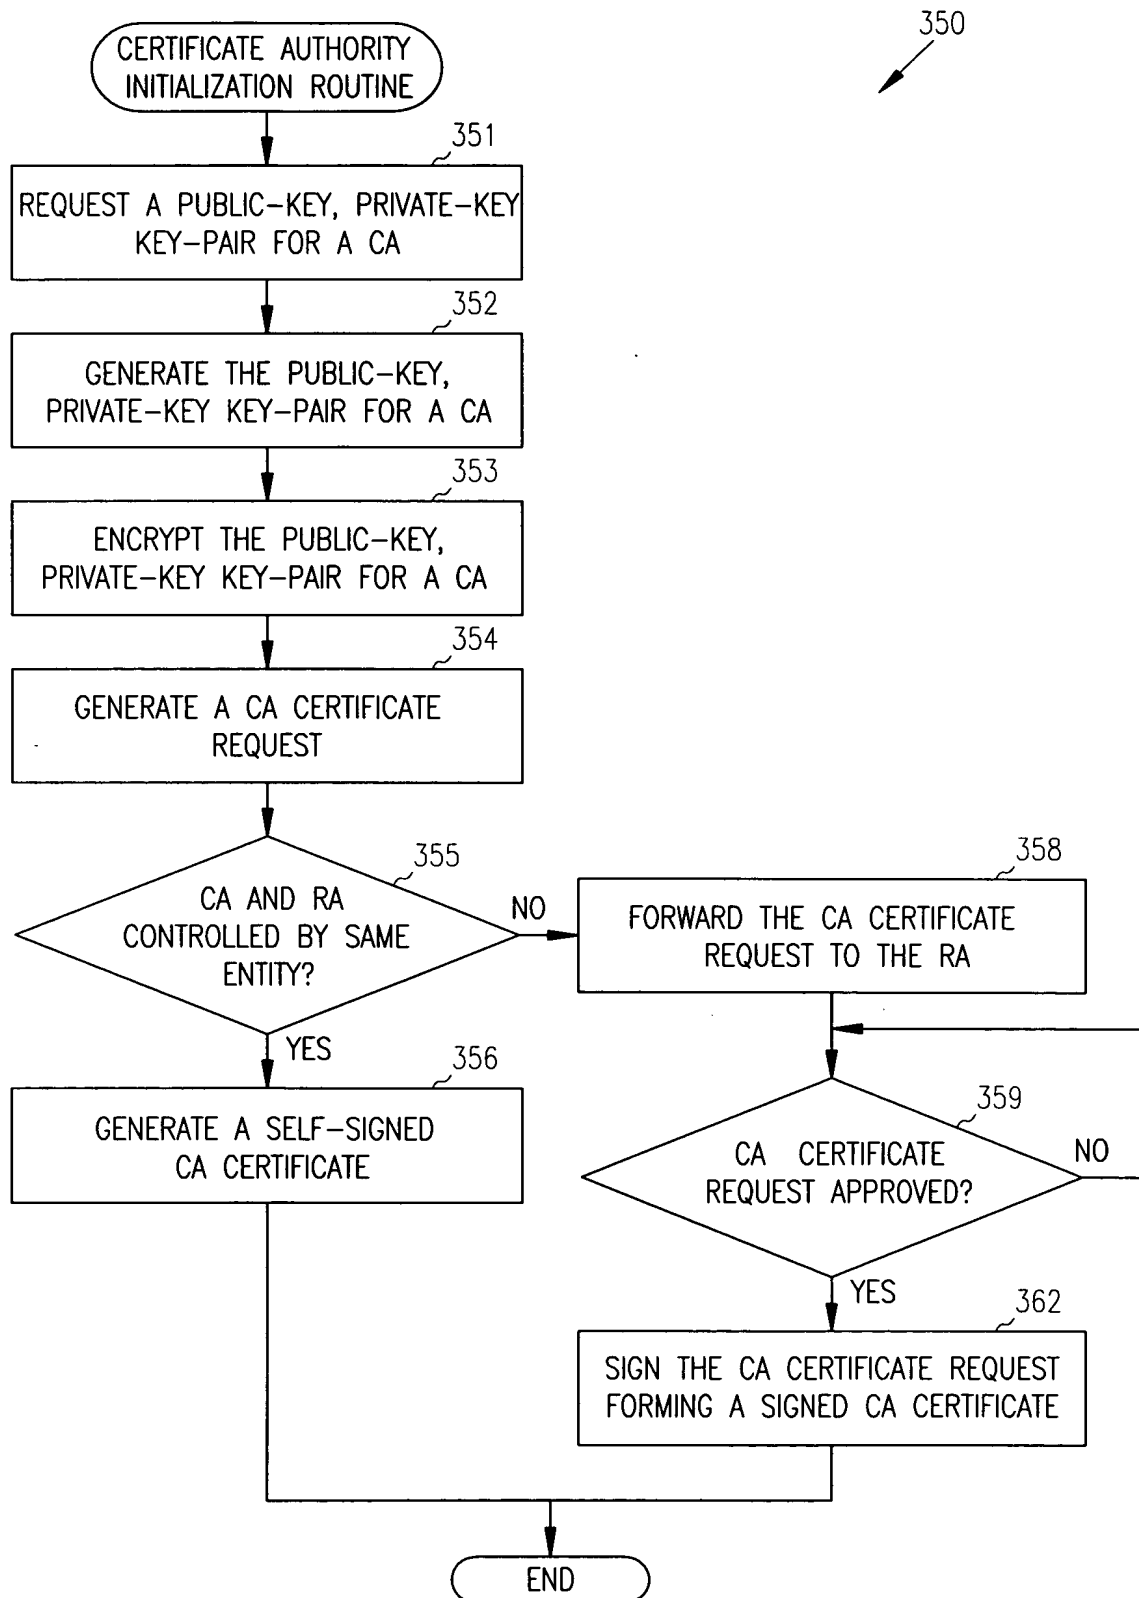 350
CERTIFICATE AUTHORITY
INITIALIZATION ROUTINE
351
REQUEST A PUBLIC-KEY, PRIVATE-KEY
KEY-PAIR FOR A CA
352
GENERATE THE PUBLIC-KEY,
PRIVATE-KEY KEY-PAIR FOR A CA
353
ENCRYPT THE PUBLIC-KEY,
PRIVATE-KEY KEY-PAIR FOR A CA
354
GENERATE A CA CERTIFICATE
REQUEST
355
CA AND RA
CONTROLLED BY SAME
ENTITY?
NO
YES
358
FORWARD THE CA CERTIFICATE
REQUEST TO THE RA
356
GENERATE A SELF-SIGNED
CA CERTIFICATE
359
CA CERTIFICATE
REQUEST APPROVED?
NO
YES
362
SIGN THE CA CERTIFICATE REQUEST
FORMING A SIGNED CA CERTIFICATE
END